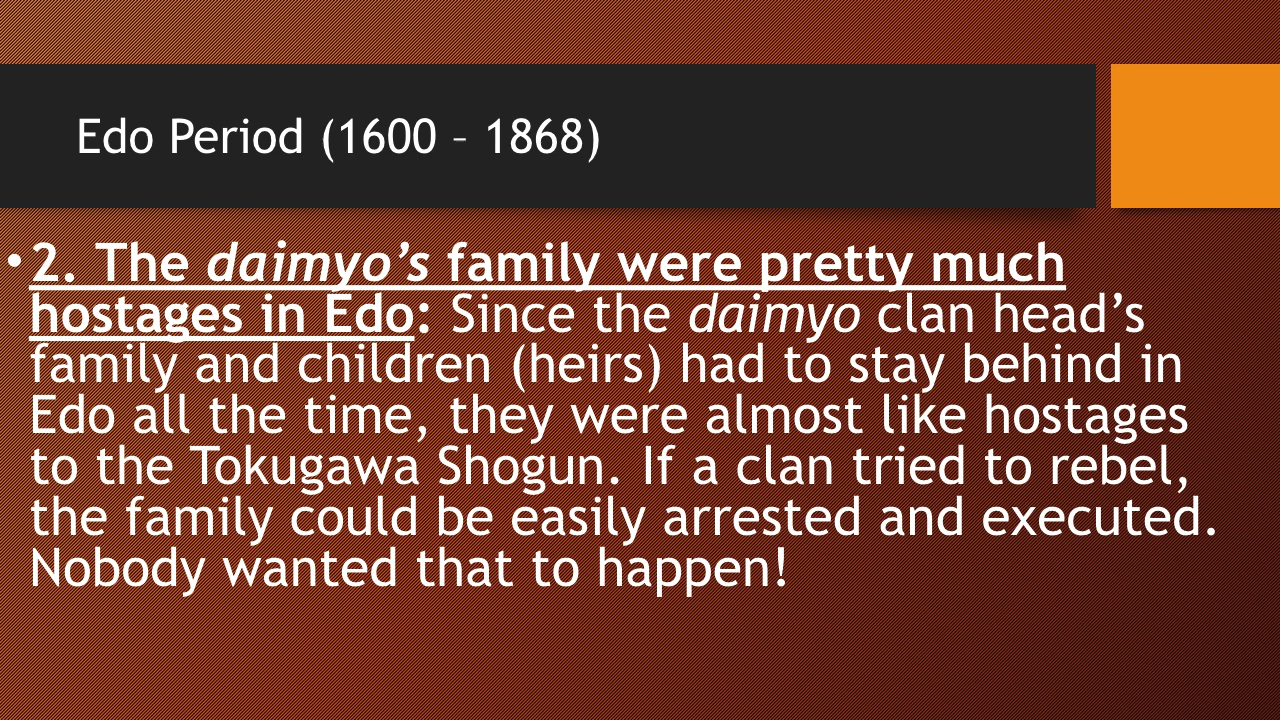 Edo Period (1600 – 1868)
•2. The daimyo’s family were pretty much
hostages in Edo: Since the daimyo clan head’s
family and children (heirs) had to stay behind in
Edo all the time, they were almost like hostages
to the Tokugawa Shogun. If a clan tried to rebel,
the family could be easily arrested and executed.
Nobody wanted that to happen!